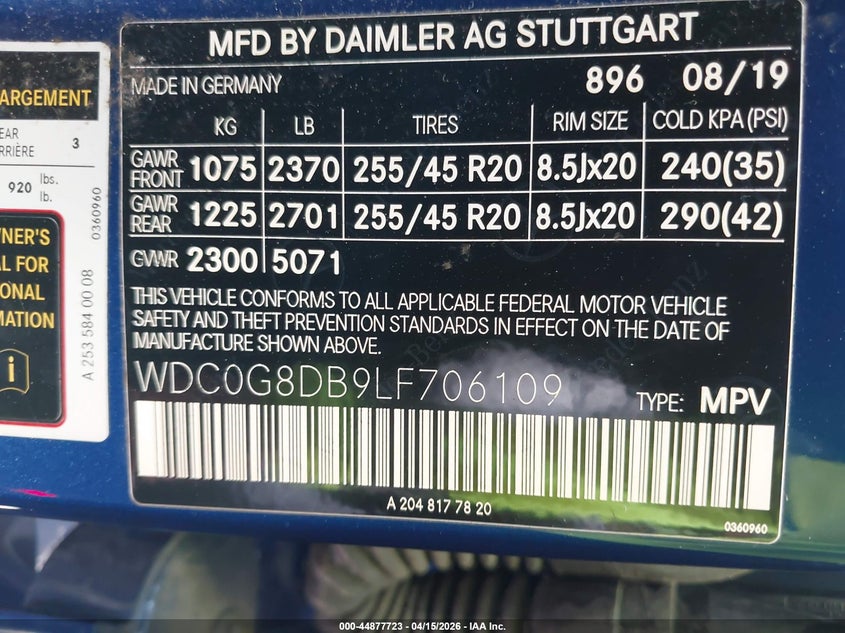 ARGEMENT
EAR
RRIÈRE 3
920 lbs.
lb.
0360960
WNER'S
AL FOR
IONAL
MATION
i
A 253 584 00 08
MFD BY DAIMLER AG STUTTGART
MADE IN GERMANY 896 08/19
KG LB TIRES RIM SIZE COLD KPA (PSI)
GAWR FRONT 1075 2370 255/45 R20 8.5Jx20 240(35)
GAWR REAR 1225 2701 255/45 R20 8.5Jx20 290(42)
GVWR 2300 5071
THIS VEHICLE CONFORMS TO ALL APPLICABLE FEDERAL MOTOR VEHICLE
SAFETY AND THEFT PREVENTION STANDARDS IN EFFECT ON THE DATE OF
MANUFACTURE SHOWN ABOVE.
WDC0G8DB9LF706109 TYPE: MPV
A 204 817 78 20
0360960
000-44877723 - 04/15/2026 - IAA Inc.